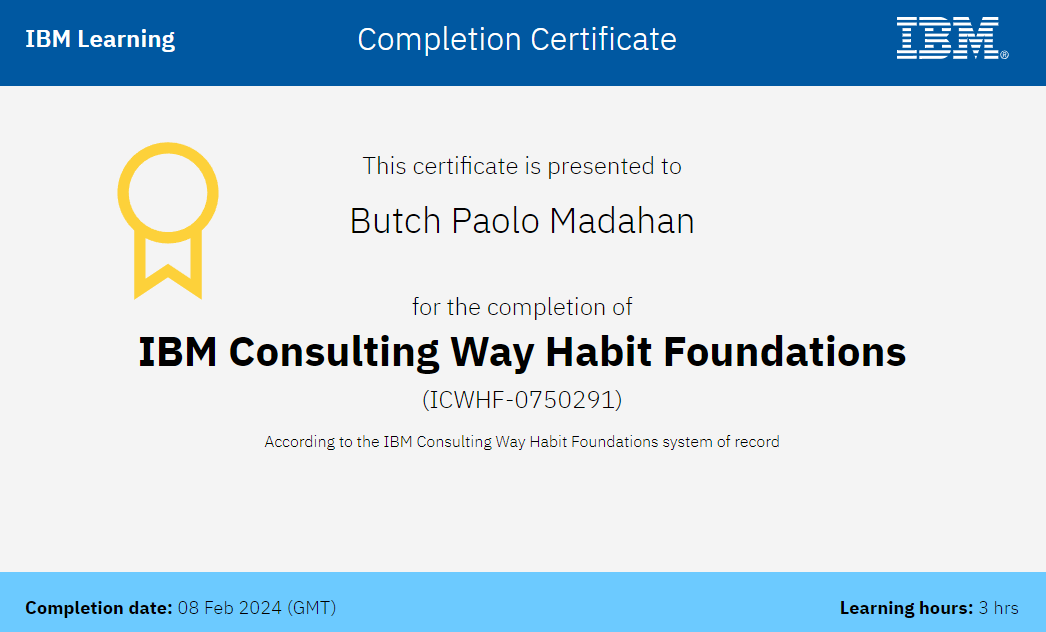 IBM Learning
Completion Certificate
IBM®
This certificate is presented to
Butch Paolo Madahan
for the completion of
IBM Consulting Way Habit Foundations
(ICWHF-0750291)
According to the IBM Consulting Way Habit Foundations system of record
Completion date: 08 Feb 2024 (GMT)
Learning hours: 3 hrs